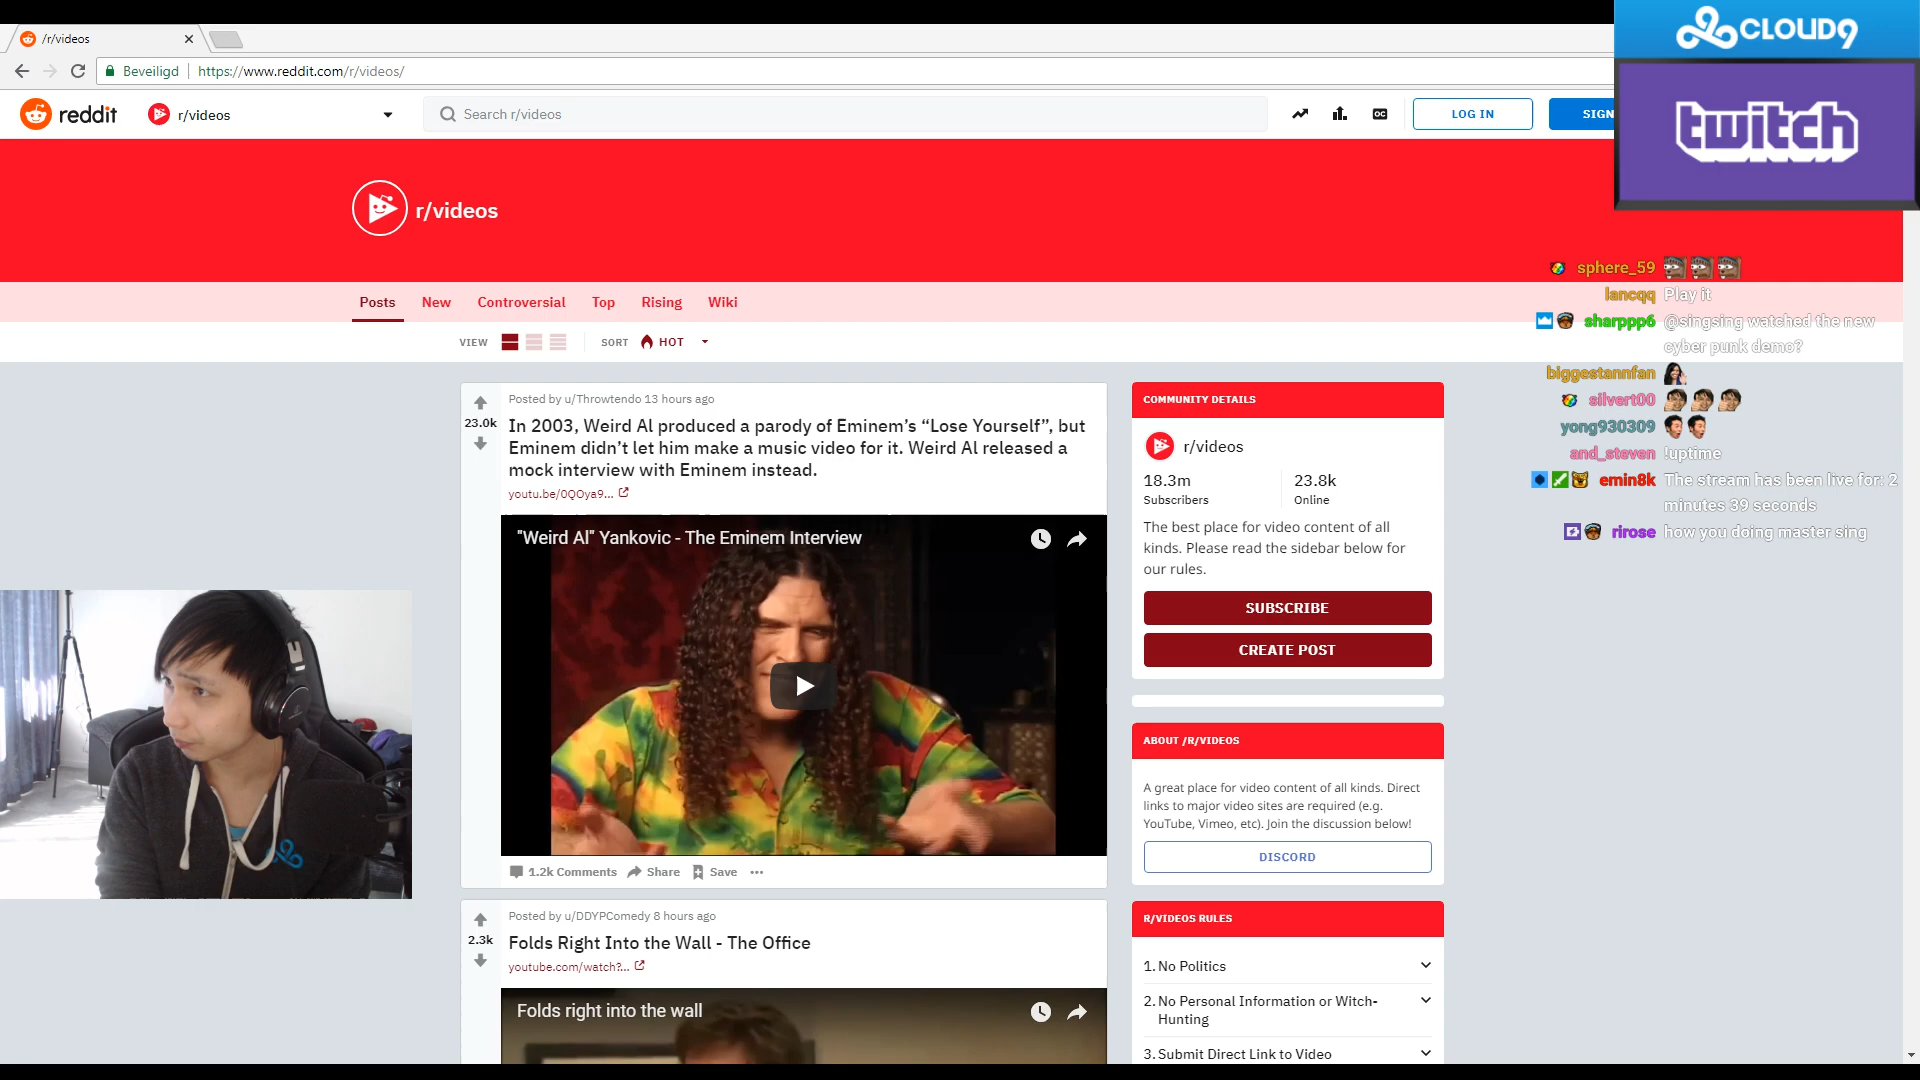 /r/videos
Beveiligd
https://www.reddit.com/r/videos/
reddit
r/videos
Search r/videos
LOG IN
SIGN
CLOUD9
twitch
r/videos
Posts
New
Controversial
Top
Rising
Wiki
VIEW
SORT
HOT
Posted by u/Throwtendo 13 hours ago
23.0k
In 2003, Weird Al produced a parody of Eminem’s “Lose Yourself”, but
Eminem didn’t let him make a music video for it. Weird Al released a
mock interview with Eminem instead.
youtu.be/0QOya9...
"Weird Al" Yankovic - The Eminem Interview
1.2k Comments
Share
Save
Posted by u/DDYPComedy 8 hours ago
2.3k
Folds Right Into the Wall - The Office
youtube.com/watch?...
Folds right into the wall
COMMUNITY DETAILS
r/videos
18.3m
Subscribers
23.8k
Online
The best place for video content of all
kinds. Please read the sidebar below for
our rules.
SUBSCRIBE
CREATE POST
ABOUT /R/VIDEOS
A great place for video content of all kinds. Direct
links to major video sites are required (e.g.
YouTube, Vimeo, etc). Join the discussion below!
DISCORD
R/VIDEOS RULES
1. No Politics
2. No Personal Information or Witch-
Hunting
3. Submit Direct Link to Video
sphere_59
lancqq Play it
sharppp6 @singsing watched the new
cyber punk demo?
biggestannfan
silvert00
yong930309
and_steven !uptime
emin8k The stream has been live for: 2
minutes 39 seconds
rirose how you doing master sing